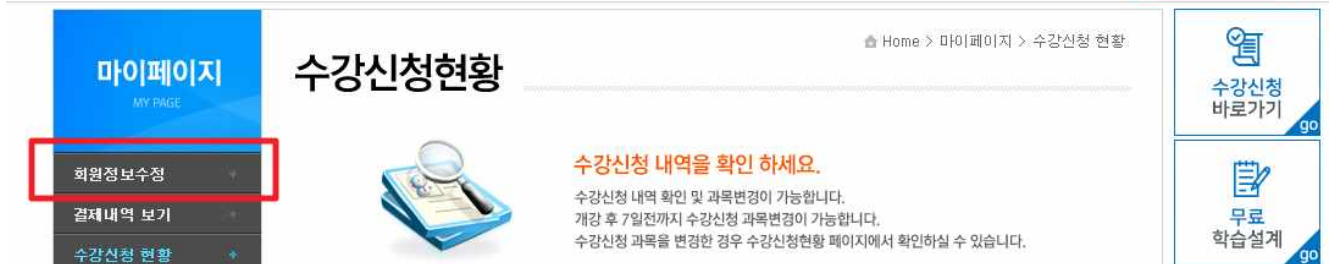 마이페이지
MY PAGE
회원정보수정
결제내역 보기
수강신청 현황
수강신청현황
Home > 마이페이지 > 수강신청 현황
수강신청 내역을 확인 하세요.
수강신청 내역 확인 및 과목변경이 가능합니다.
개강 후 7일전까지 수강신청 과목변경이 가능합니다.
수강신청 과목을 변경한 경우 수강신청현황 페이지에서 확인하실 수 있습니다.
수강신청
바로가기
go
무료
학습설계
go